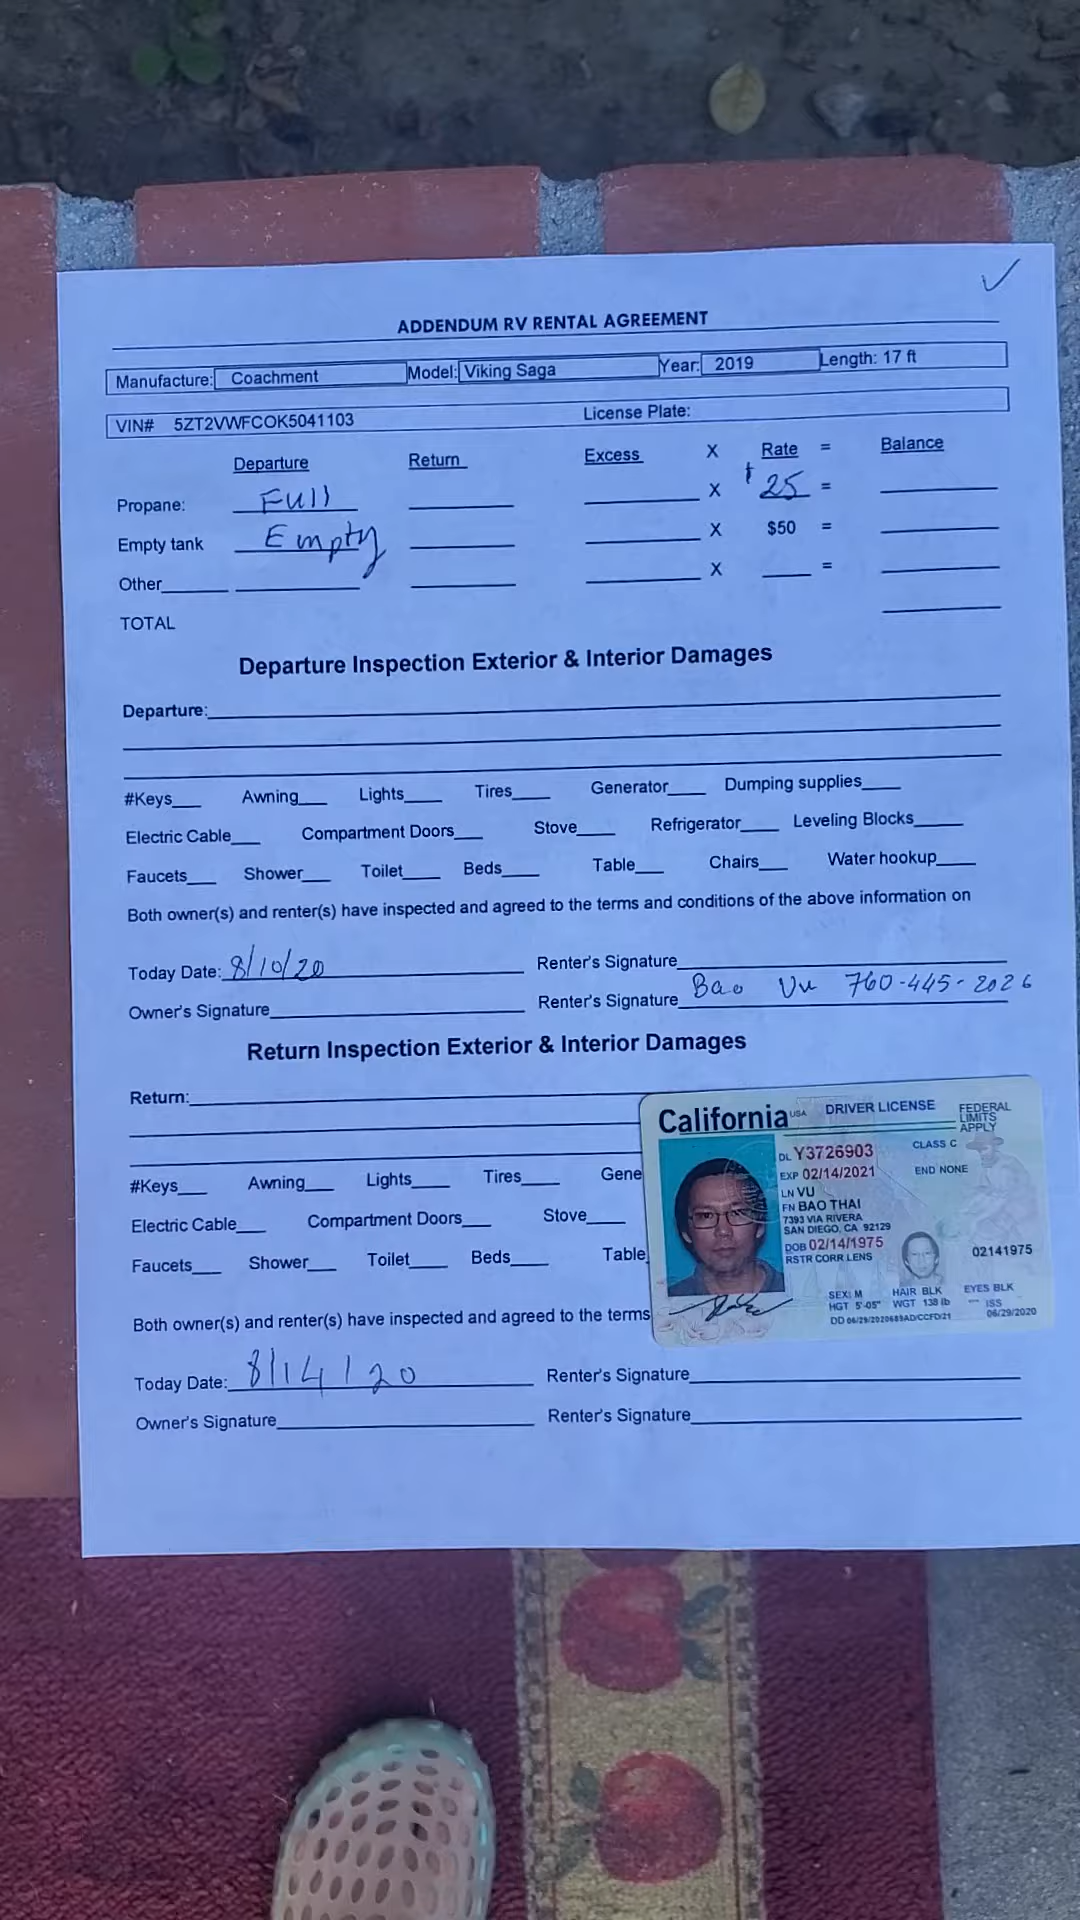 ADDENDUM RV RENTAL AGREEMENT
Manufacture: Coachment Model: Viking Saga Year: 2019 Length: 17 ft
VIN# 5ZT2VWFCOK5041103 License Plate:
Departure Return Excess X Rate = Balance
Propane: Full X $25 =
Empty tank Empty X $50 =
Other X =
TOTAL
Departure Inspection Exterior & Interior Damages
Departure:
#Keys Awning Lights Tires Generator Dumping supplies
Electric Cable Compartment Doors Stove Refrigerator Leveling Blocks
Faucets Shower Toilet Beds Table Chairs Water hookup
Both owner(s) and renter(s) have inspected and agreed to the terms and conditions of the above information on
Today Date: 8/10/20 Renter's Signature
Owner's Signature Renter's Signature Bao Vu 760-445-2026
Return Inspection Exterior & Interior Damages
Return:
#Keys Awning Lights Tires Gene
Electric Cable Compartment Doors Stove
Faucets Shower Toilet Beds Table
Both owner(s) and renter(s) have inspected and agreed to the terms
Today Date: 8/14/20 Renter's Signature
Owner's Signature Renter's Signature
California USA DRIVER LICENSE FEDERAL LIMITS APPLY
DL Y3726903 CLASS C
EXP 02/14/2021 END NONE
LN VU
FN BAO THAI
7393 VIA RIVERA
SAN DIEGO, CA 92129
DOB 02/14/1975
RSTR CORR LENS 02141975
SEX: M HAIR BLK EYES BLK
HGT 5'-05" WGT 138 lb ISS
DD 06/29/2020689AD/CCFD/21 06/29/2020